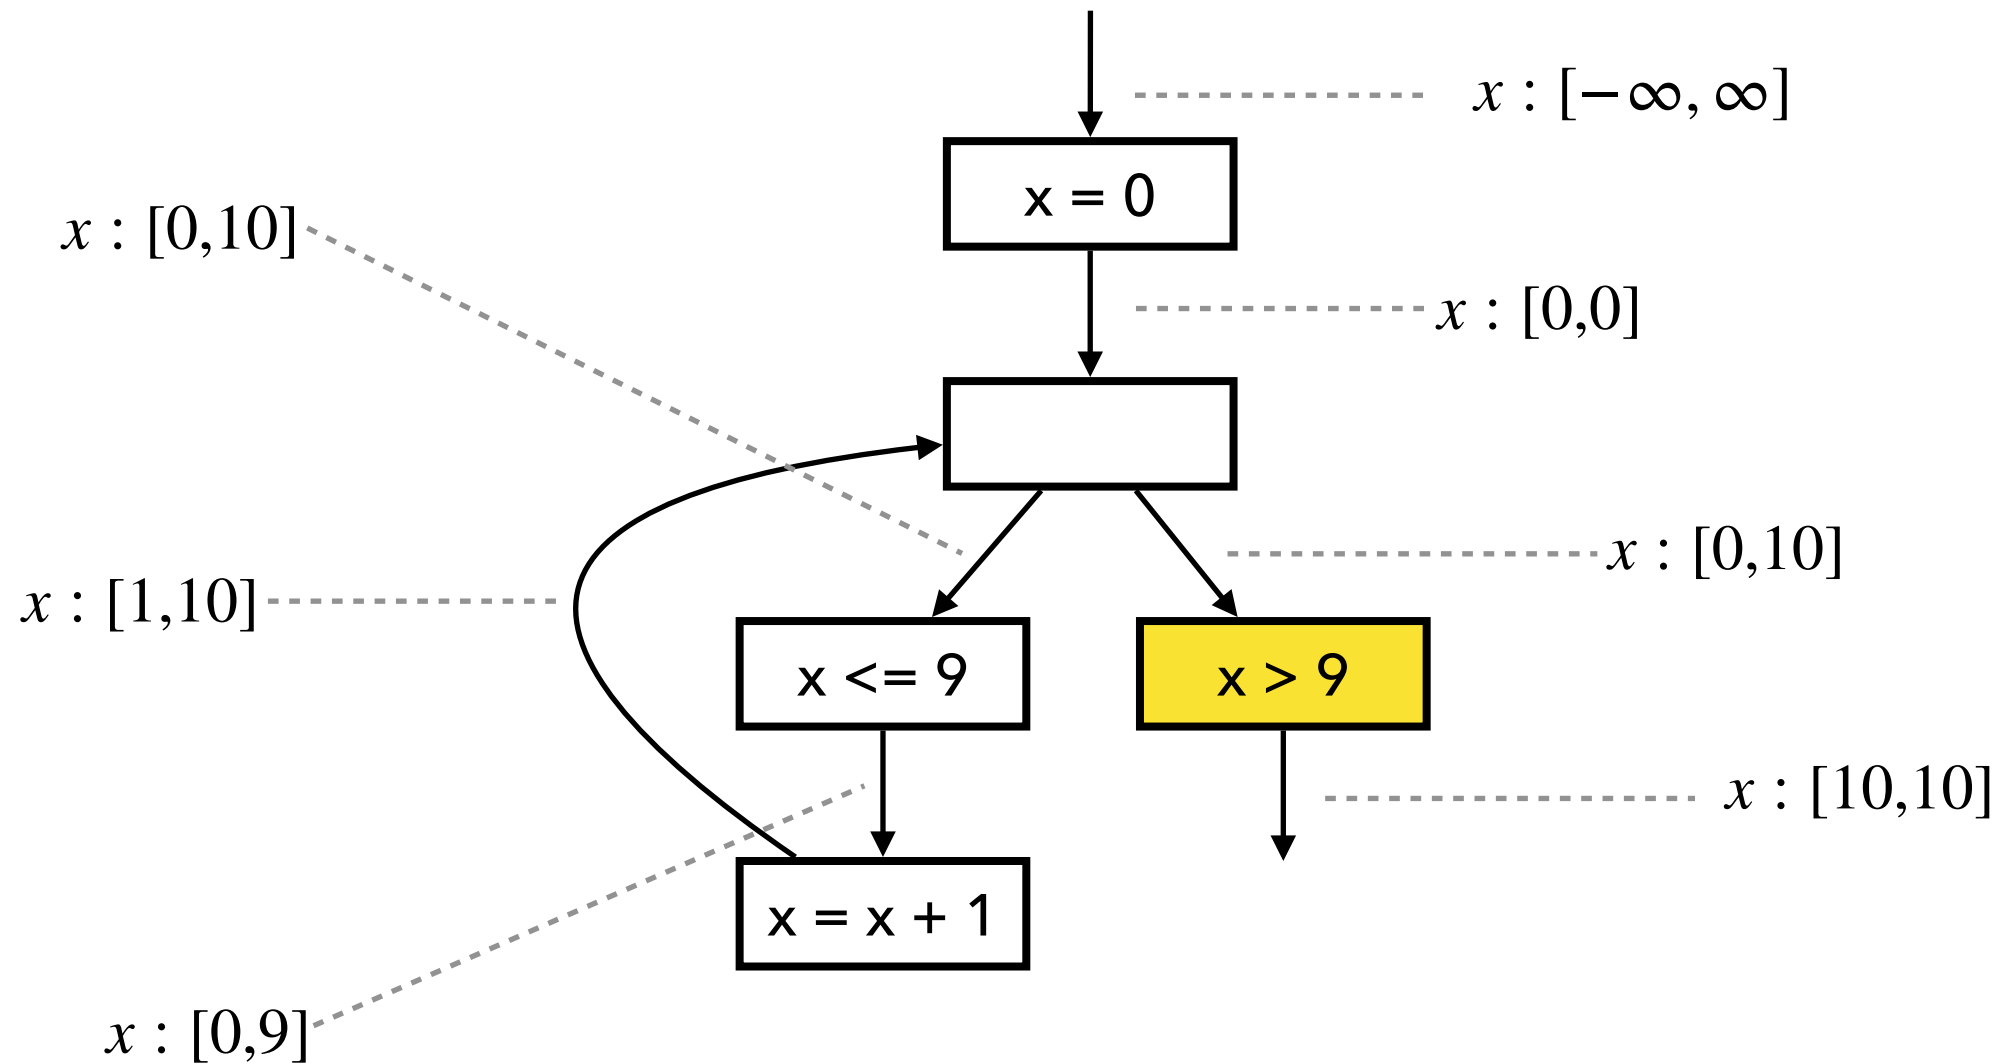 x : [−∞, ∞]
x = 0
x : [0,10]
x : [0,0]
x : [0,10]
x : [1,10]
x <= 9
x > 9
x : [10,10]
x = x + 1
x : [0,9]